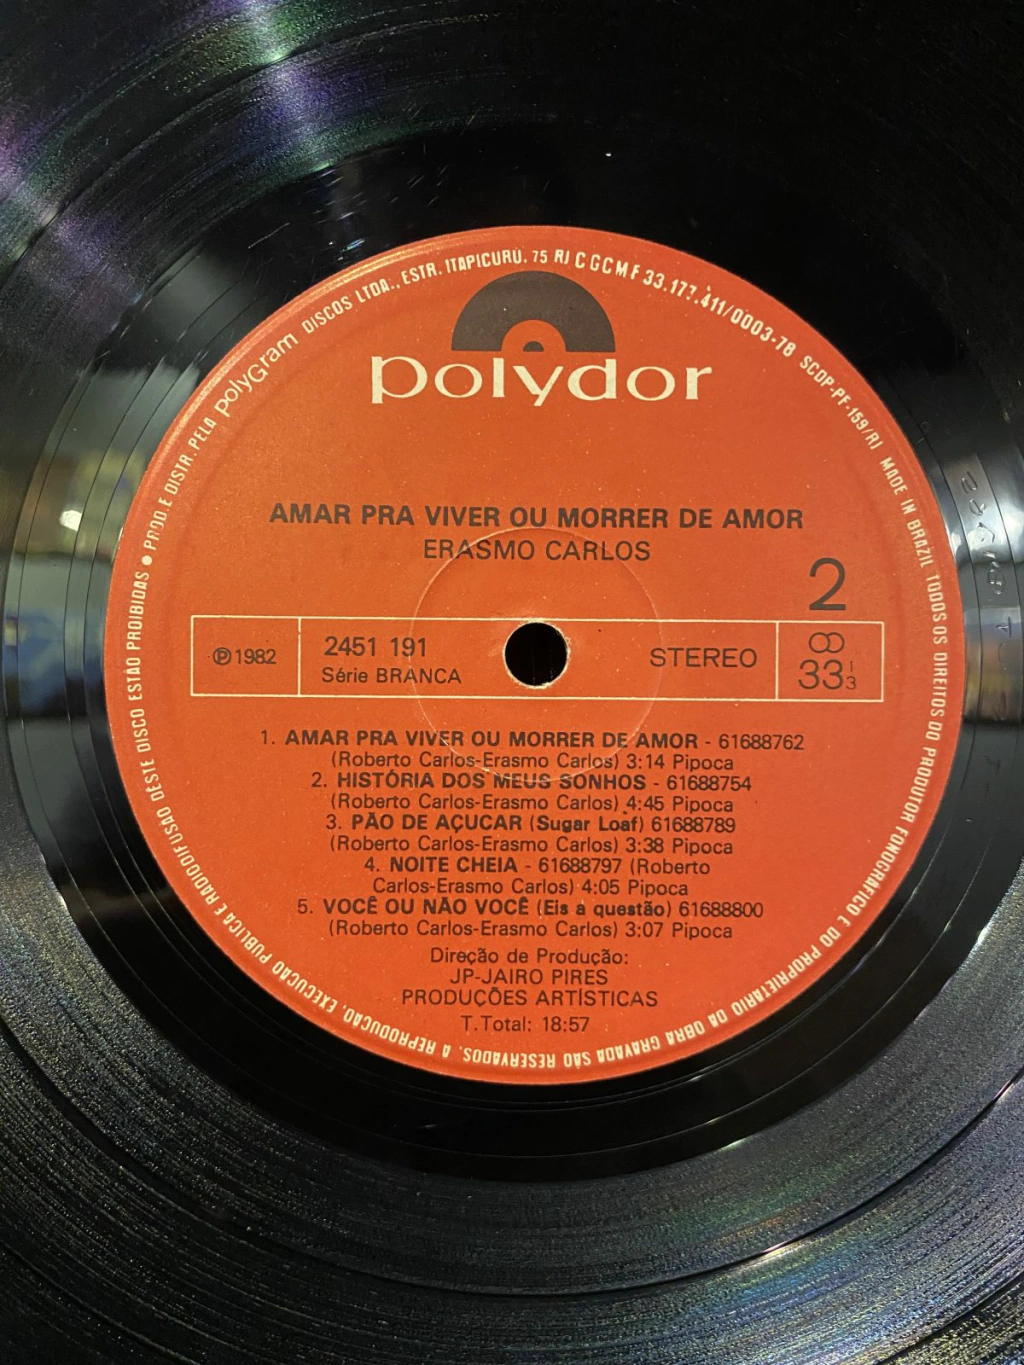 PROD.E DISTR. PELA PolyGram DISCOS LTDA., ESTR. ITAPICURÚ, 75 RJ C G C M F 33.177.411/0003-78 SCDP-PF-159/RJ MADE IN BRAZIL TODOS OS DIREITOS DO PRODUTOR FONOGRÁFICO E DO PROPRIETÁRIO DA OBRA GRAVADA SÃO RESERVADOS. A REPRODUÇÃO, EXECUÇÃO PÚBLICA E RADIODIFUSÃO DESTE DISCO ESTÃO PROIBIDAS ●
polydor
AMAR PRA VIVER OU MORRER DE AMOR
ERASMO CARLOS
2
℗ 1982
2451 191
Série BRANCA
STEREO
33 1/3
1. AMAR PRA VIVER OU MORRER DE AMOR - 61688762
(Roberto Carlos-Erasmo Carlos) 3:14 Pipoca
2. HISTÓRIA DOS MEUS SONHOS - 61688754
(Roberto Carlos-Erasmo Carlos) 4:45 Pipoca
3. PÃO DE AÇUCAR (Sugar Loaf) 61688789
(Roberto Carlos-Erasmo Carlos) 3:38 Pipoca
4. NOITE CHEIA - 61688797 (Roberto
Carlos-Erasmo Carlos) 4:05 Pipoca
5. VOCÊ OU NÃO VOCÊ (Eis a questão) 61688800
(Roberto Carlos-Erasmo Carlos) 3:07 Pipoca
Direção de Produção:
JP-JAIRO PIRES
PRODUÇÕES ARTÍSTICAS
T.Total: 18:57